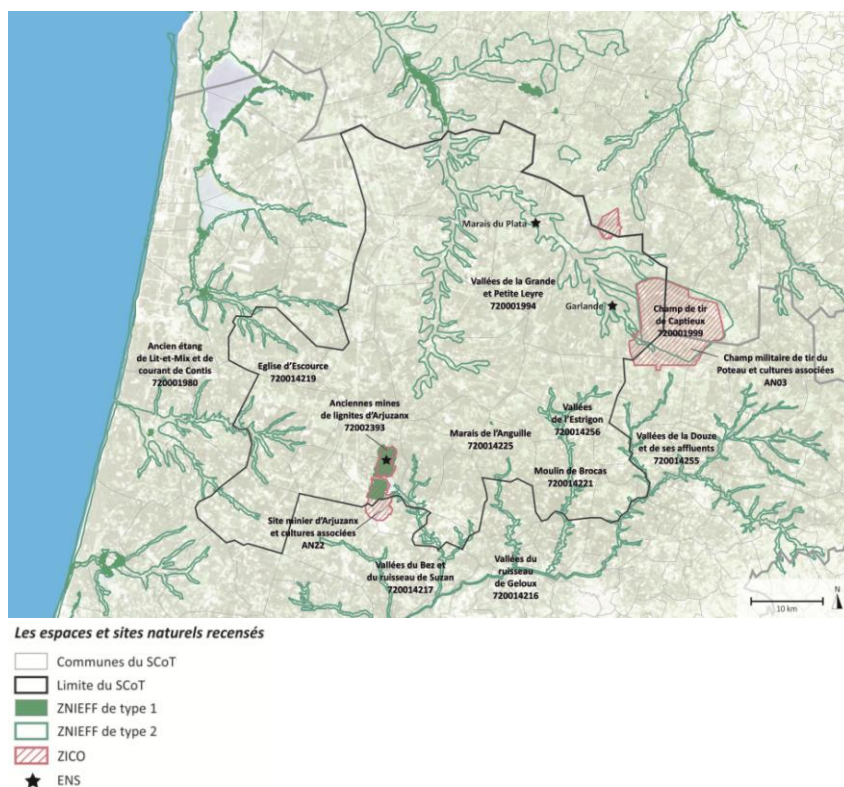 Marais du Plata
Vallées de la Grande
et Petite Leyre
720001994
Garlande
Champ de tir
de Captieux
720001999
Champ militaire de tir du
Poteau et cultures associées
AN03
Ancien étang
de Lit-et-Mix et de
courant de Contis
720001980
Eglise d'Escource
720014219
Anciennes mines
de lignites d'Arjuzanx
72002393
Marais de l'Anguille
720014225
Vallées
de l'Estrigon
720014256
Vallées de la Douze
et de ses affluents
720014255
Moulin de Brocas
720014221
Site minier d'Arjuzanx
et cultures associées
AN22
Vallées du Bez et
du ruisseau de Suzan
720014217
Vallées du
ruisseau
de Geloux
720014216
N
10 km
Les espaces et sites naturels recensés
Communes du SCoT
Limite du SCoT
ZNIEFF de type 1
ZNIEFF de type 2
ZICO
ENS